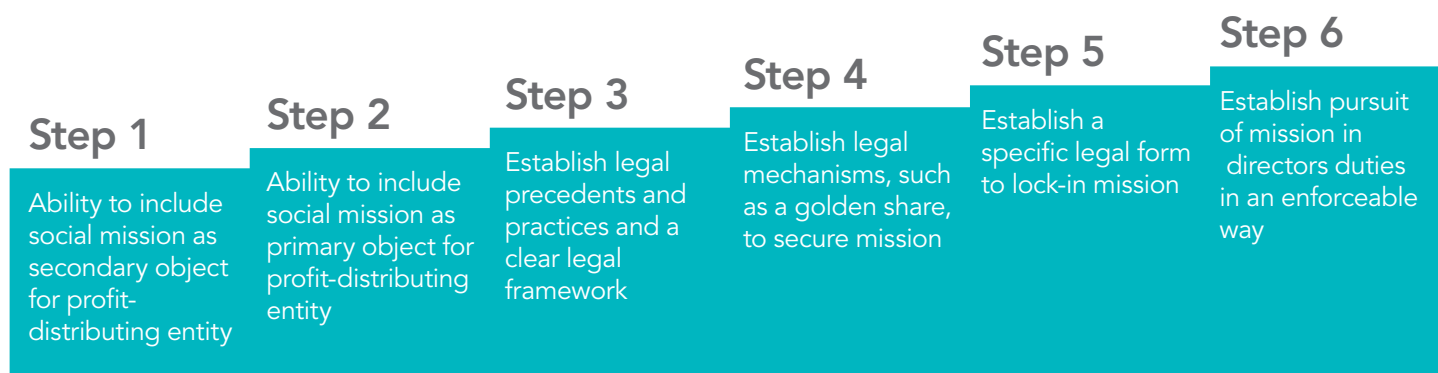 Step 1
Ability to include
social mission as
secondary object
for profit-
distributing entity
Step 2
Ability to include
social mission as
primary object for
profit-distributing
entity
Step 3
Establish legal
precedents and
practices and a
clear legal
framework
Step 4
Establish legal
mechanisms, such
as a golden share,
to secure mission
Step 5
Establish a
specific legal form
to lock-in mission
Step 6
Establish pursuit
of mission in
directors duties
in an enforceable
way